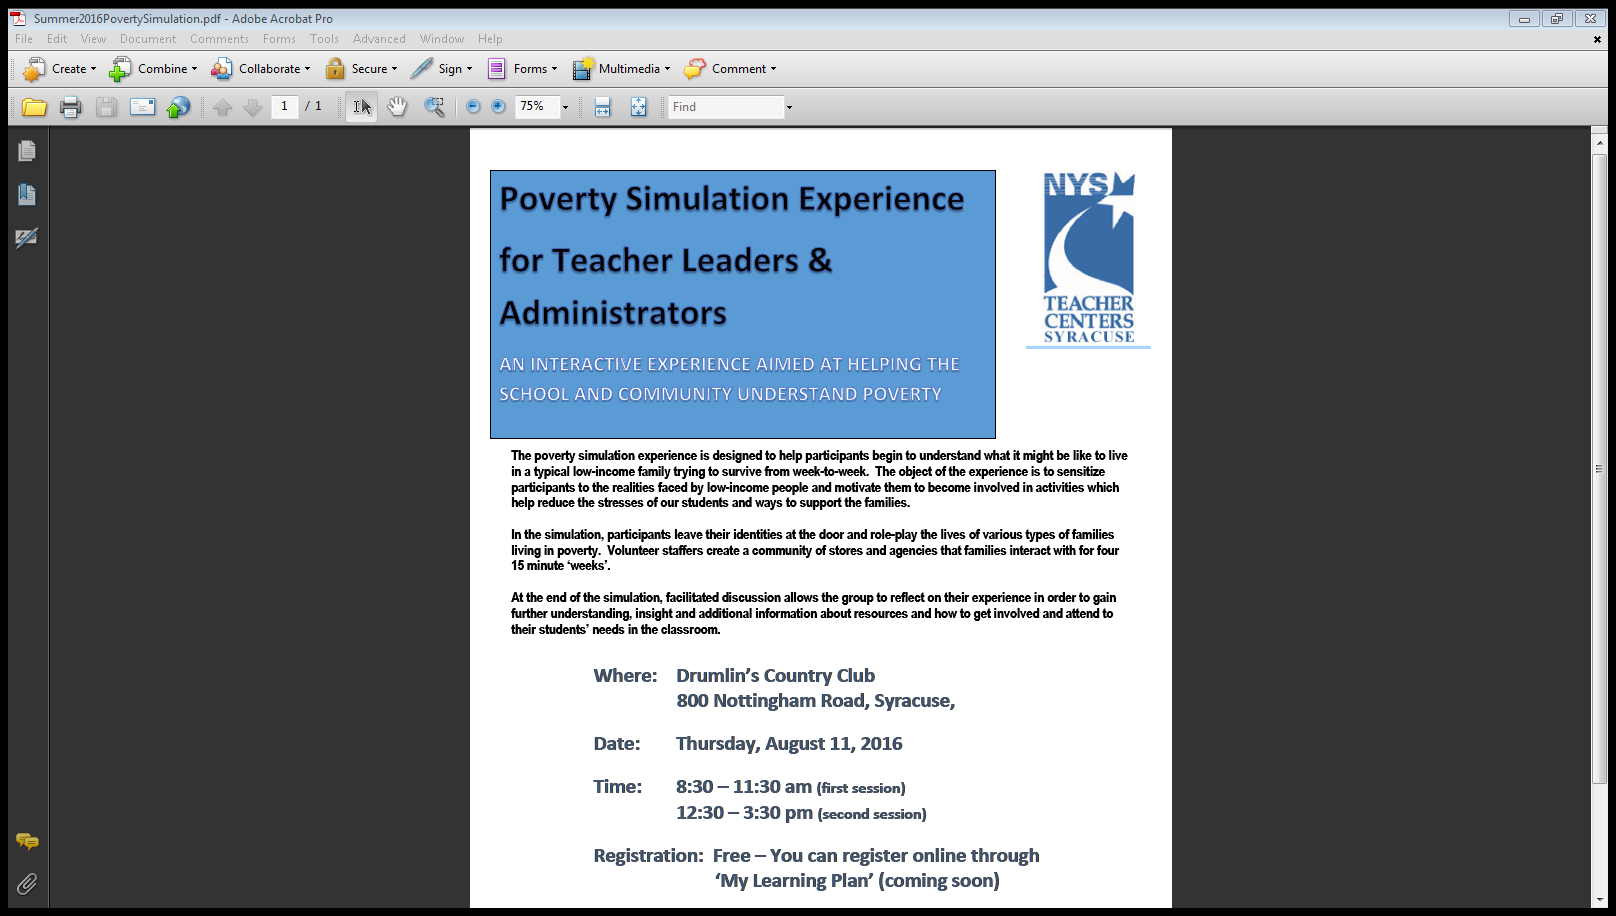 Summer2016PovertySimulation.pdf - Adobe Acrobat Pro
File Edit View Document Comments Forms Tools Advanced Window Help
Create Combine Collaborate Secure Sign Forms Multimedia Comment
1 / 1 75% Find
Poverty Simulation Experience
for Teacher Leaders &
Administrators
AN INTERACTIVE EXPERIENCE AIMED AT HELPING THE
SCHOOL AND COMMUNITY UNDERSTAND POVERTY
NYS
TEACHER
CENTERS
SYRACUSE
The poverty simulation experience is designed to help participants begin to understand what it might be like to live
in a typical low-income family trying to survive from week-to-week.  The object of the experience is to sensitize
participants to the realities faced by low-income people and motivate them to become involved in activities which
help reduce the stresses of our students and ways to support the families.
In the simulation, participants leave their identities at the door and role-play the lives of various types of families
living in poverty.  Volunteer staffers create a community of stores and agencies that families interact with for four
15 minute ‘weeks’.
At the end of the simulation, facilitated discussion allows the group to reflect on their experience in order to gain
further understanding, insight and additional information about resources and how to get involved and attend to
their students’ needs in the classroom.
Where: Drumlin’s Country Club
800 Nottingham Road, Syracuse,
Date: Thursday, August 11, 2016
Time: 8:30 – 11:30 am (first session)
12:30 – 3:30 pm (second session)
Registration: Free – You can register online through
‘My Learning Plan’ (coming soon)